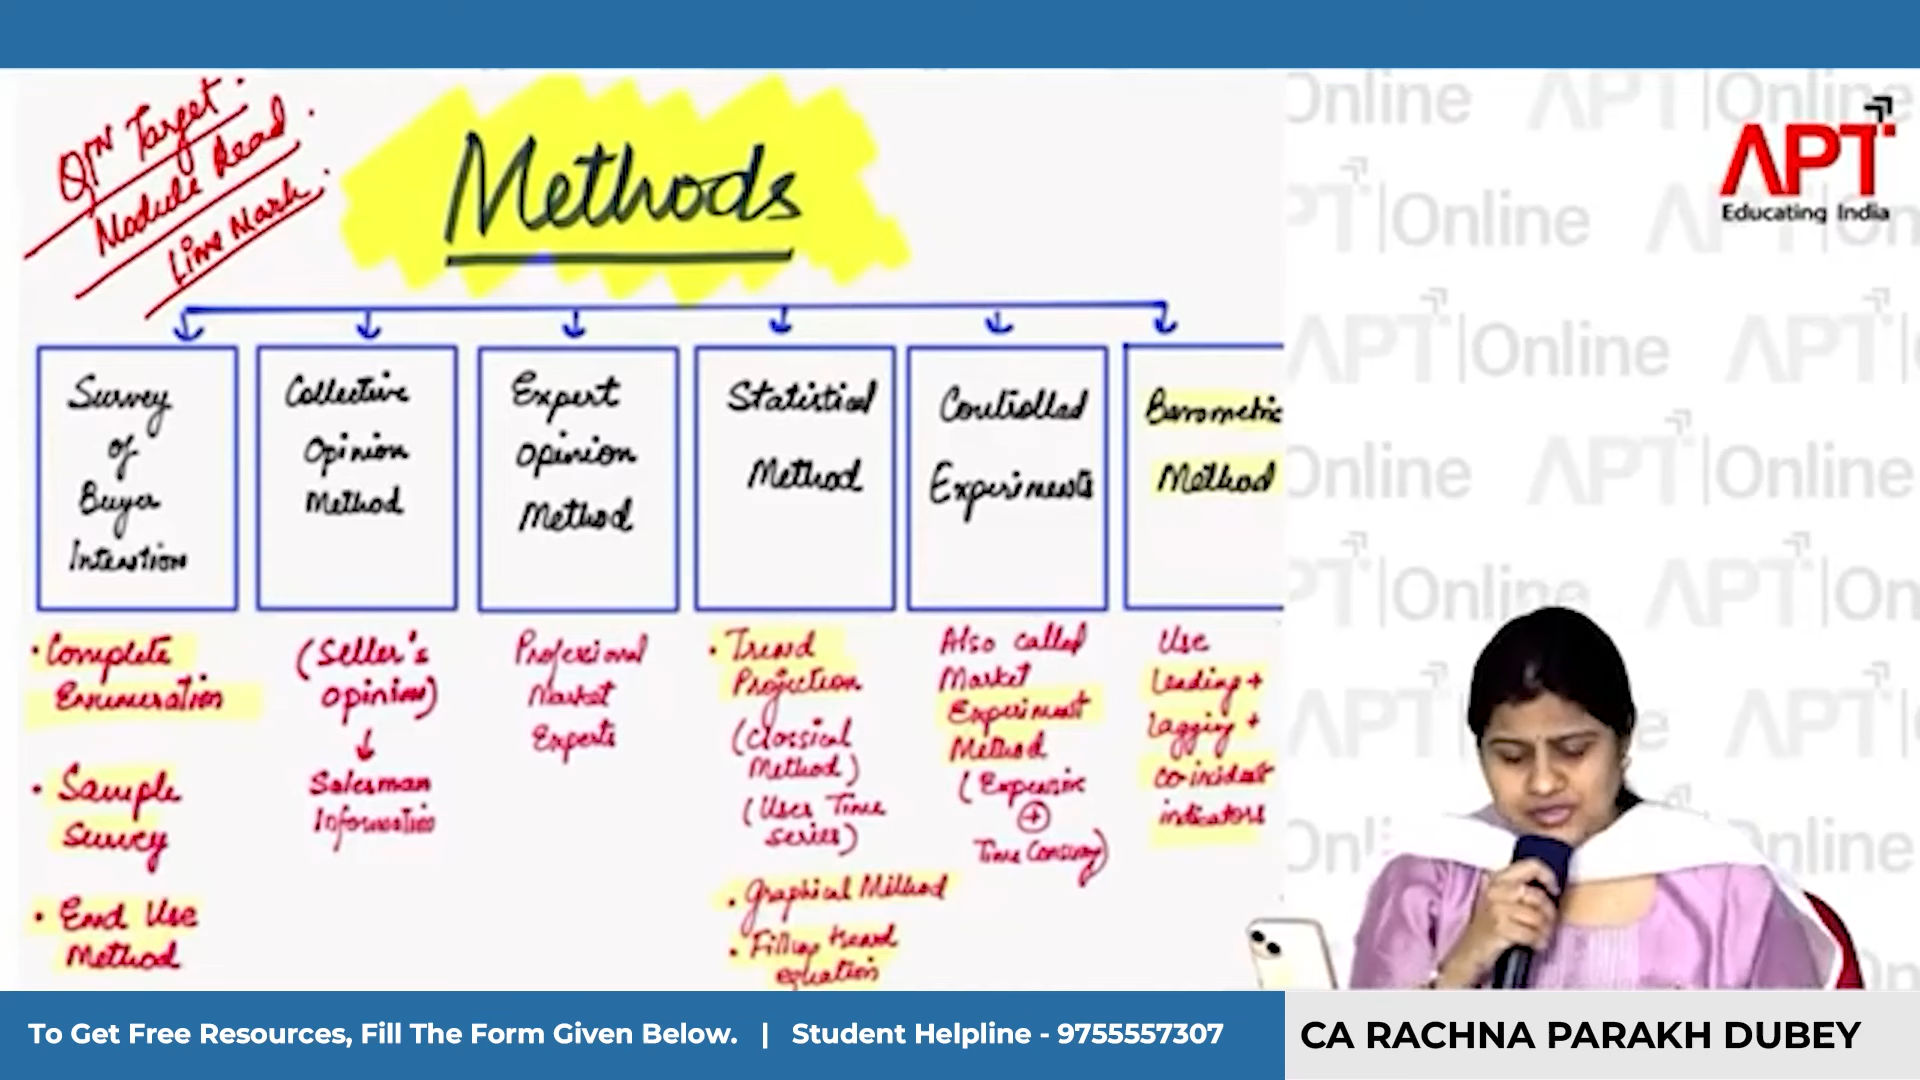 QTN Target.
Module Read.
Line Mark.
Methods
Survey
of
Buyer
Intention
Collective
Opinion
Method
Expert
Opinion
Method
Statistical
Method
Controlled
Experiments
Barometric
Method
• Complete
Enumeration
• Sample
Survey
• End Use
Method
(Seller's
opinion)
Salesman
Information
Professional
Market
Experts
• Trend
Projection
(Classical
Method)
(Uses Time
series)
• Graphical Method
• Fitting trend
equation
Also called
Market
Experiment
Method
(Expensive
+
Time Consuming)
Use
Leading +
lagging +
coincident
indicators
APT
Educating India
APT|Online
To Get Free Resources, Fill The Form Given Below. | Student Helpline - 9755557307
CA RACHNA PARAKH DUBEY